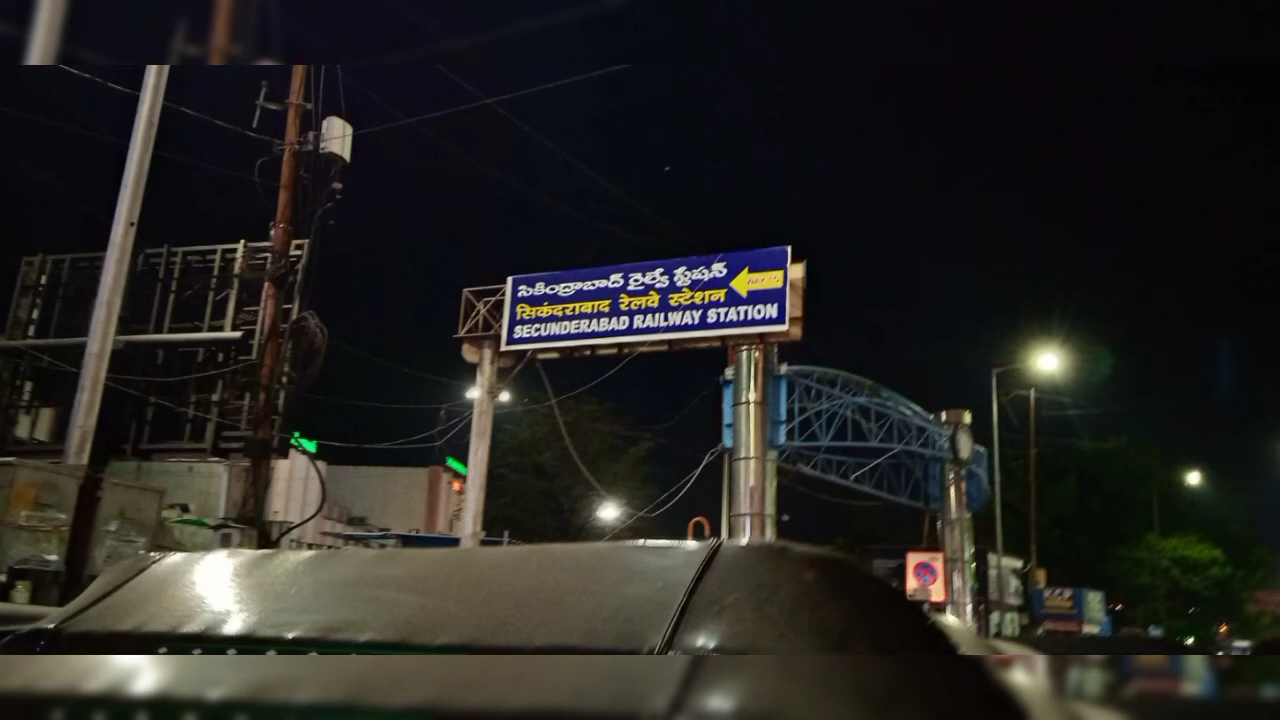 సికింద్రాబాద్ రైల్వే స్టేషన్
सिकंदराबाद रेलवे स्टेशन
SECUNDERABAD RAILWAY STATION